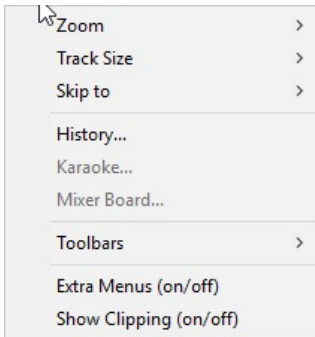 Zoom
Track Size
Skip to
History...
Karaoke...
Mixer Board...
Toolbars
Extra Menus (on/off)
Show Clipping (on/off)